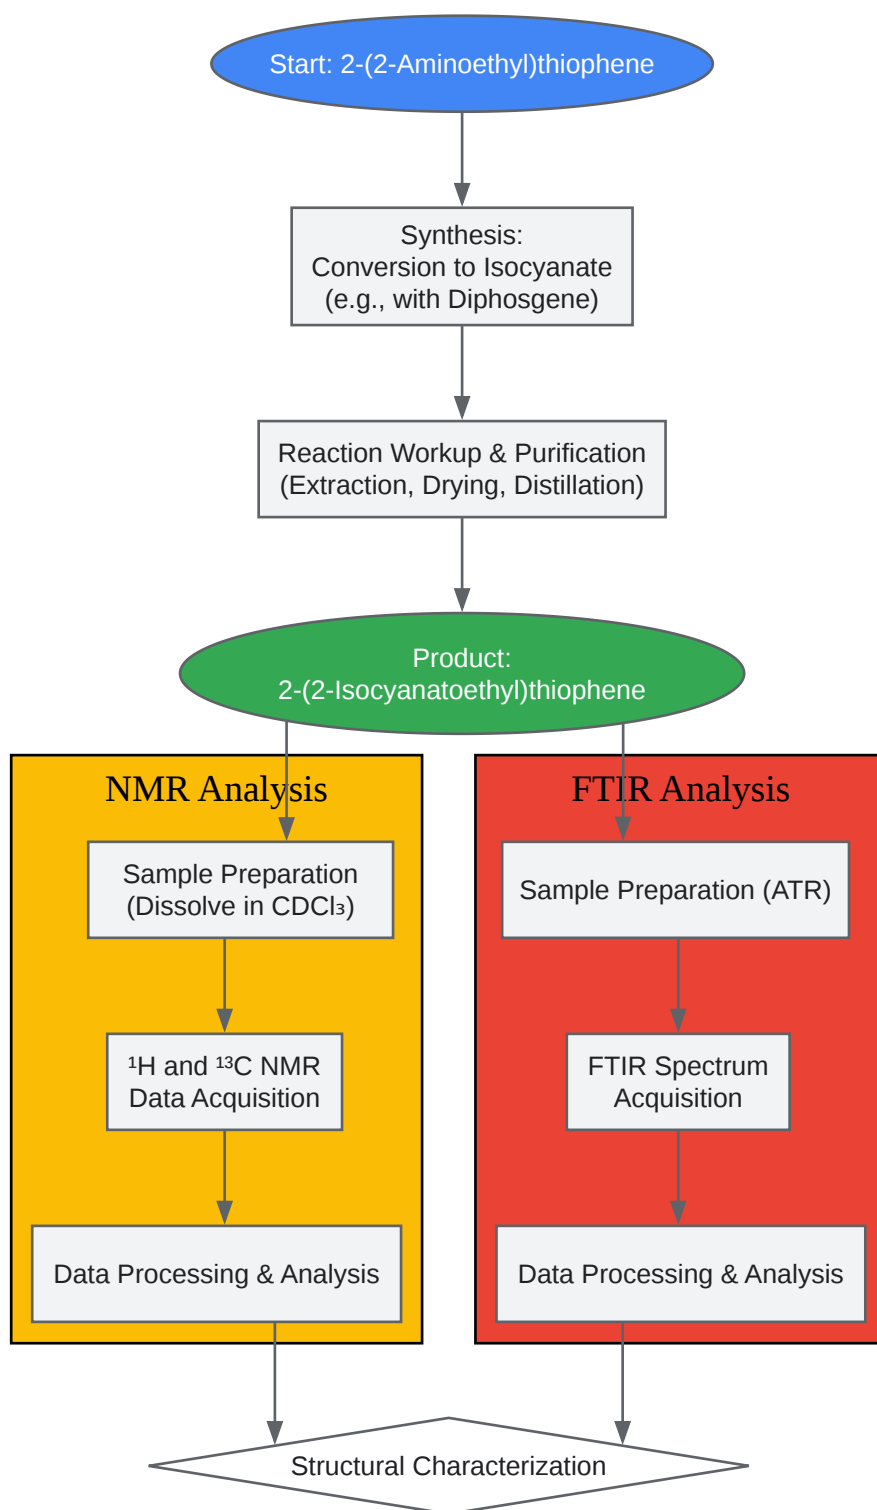 Start: 2-(2-Aminoethyl)thiophene
Synthesis:
Conversion to Isocyanate
(e.g., with Diphosgene)
Reaction Workup & Purification
(Extraction, Drying, Distillation)
Product:
2-(2-Isocyanatoethyl)thiophene
NMR Analysis
Sample Preparation
(Dissolve in CDCl₃)
¹H and ¹³C NMR
Data Acquisition
Data Processing & Analysis
FTIR Analysis
Sample Preparation (ATR)
FTIR Spectrum
Acquisition
Data Processing & Analysis
Structural Characterization